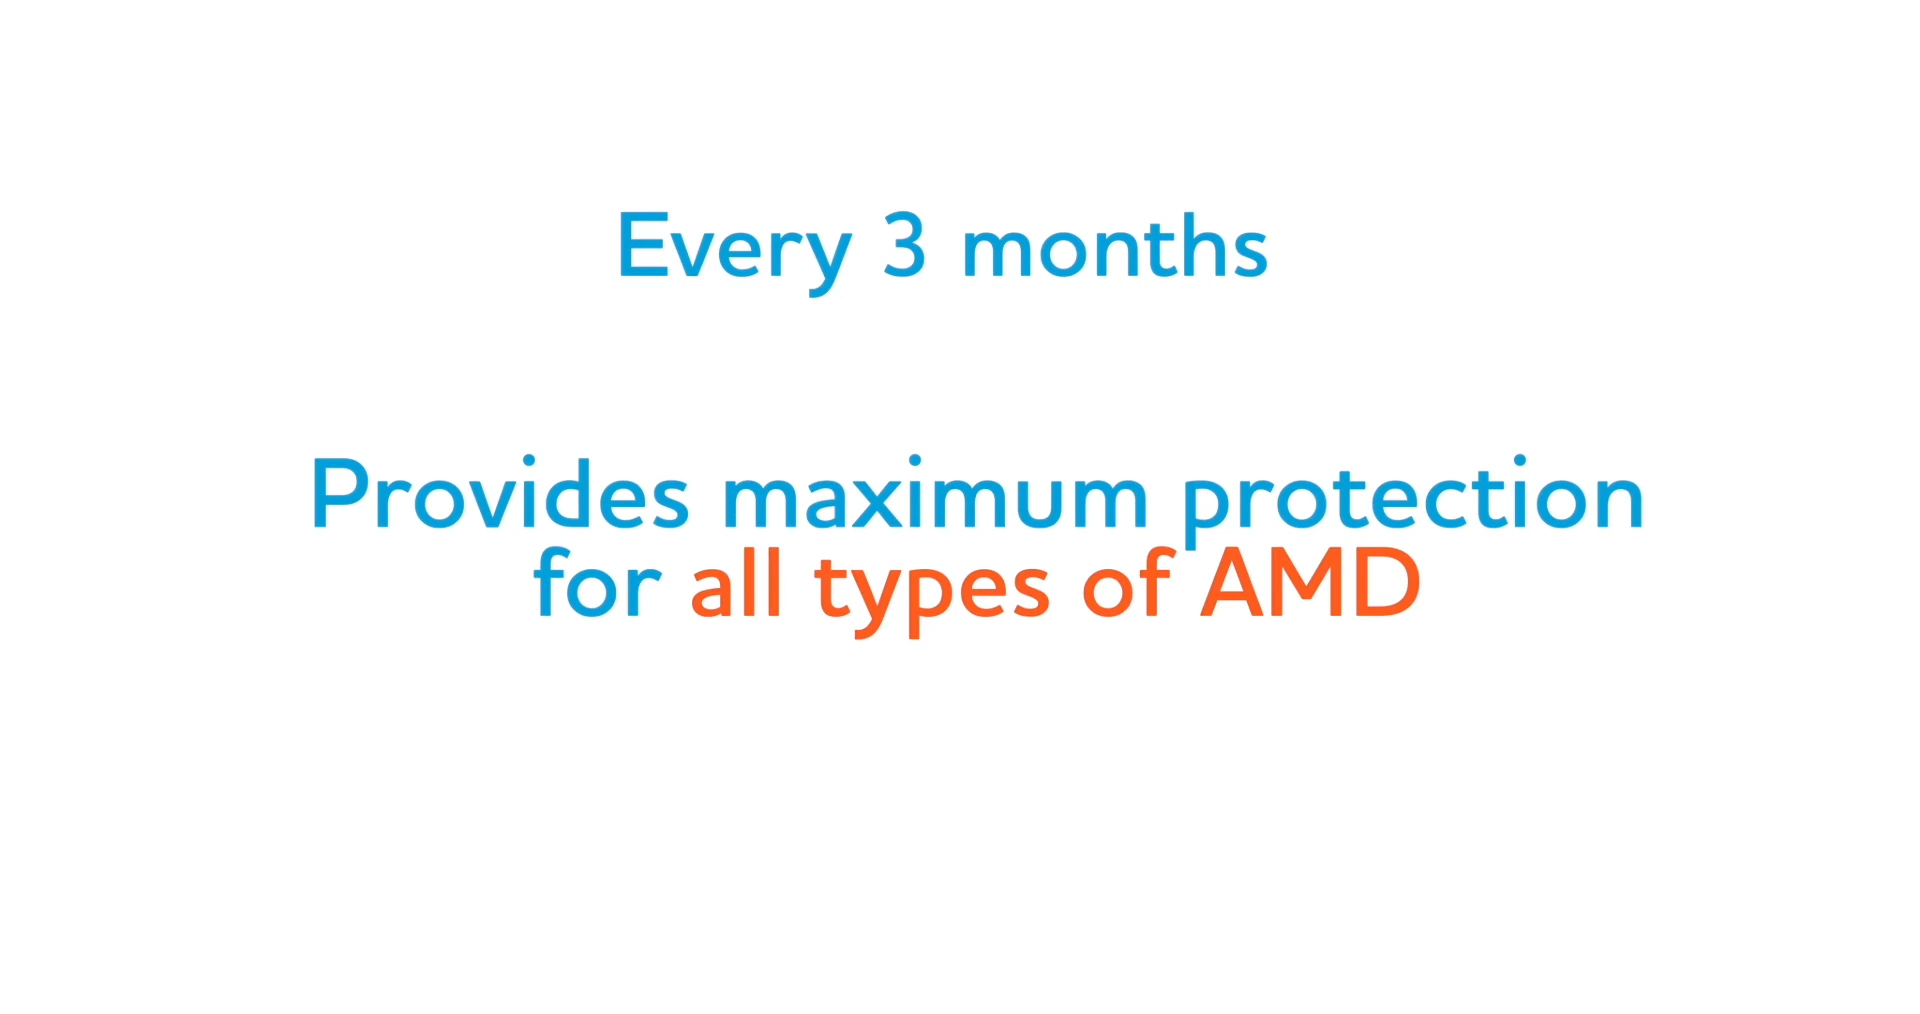 Every 3 months
Provides maximum protection
for all types of AMD